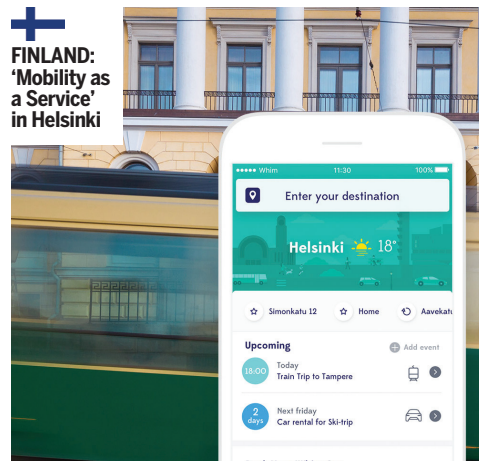 FINLAND:
‘Mobility as
a Service’
in Helsinki
Whim 11:30 100%
Enter your destination
Helsinki 18°
Simonkatu 12 Home Aavekatu
Upcoming Add event
18:00 Today
Train Trip to Tampere
2 days Next friday
Car rental for Ski-trip